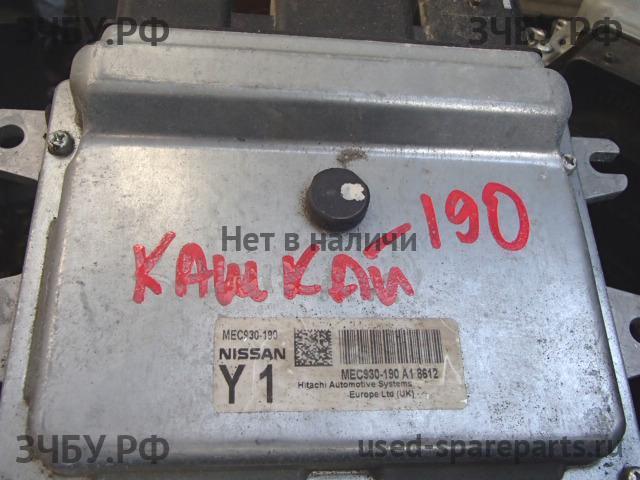 ЗЧБУ.РФ
ЗЧБУ.РФ
-190
Нет в наличии
КАШКАЙ
MEC930-190
NISSAN
Y 1
MEC930-190 A1 8612
Hitachi Automotive Systems
Europe Ltd (UK)
ЗЧБУ.РФ
used-spareparts.ru